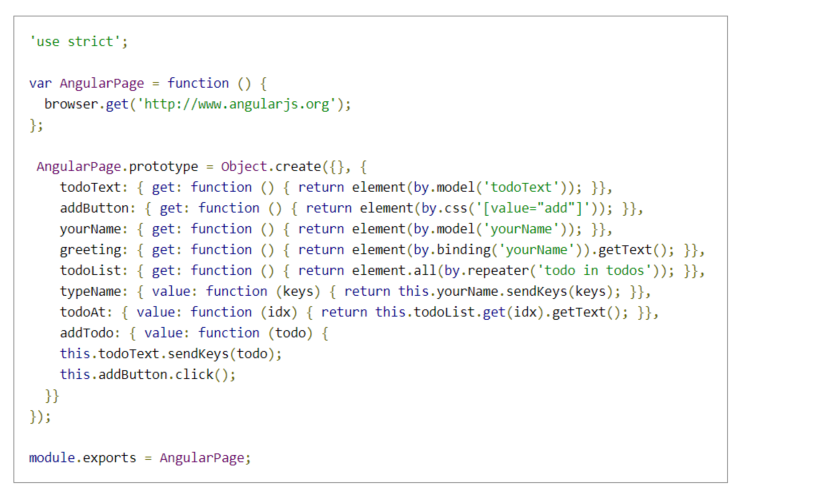 'use strict';
var AngularPage = function () {
browser.get('http://www.angularjs.org');
};
AngularPage.prototype = Object.create({}, {
todoText: { get: function () { return element(by.model('todoText')); }},
addButton: { get: function () { return element(by.css('[value="add"]')); }},
yourName: { get: function () { return element(by.model('yourName')); }},
greeting: { get: function () { return element(by.binding('yourName')).getText(); }},
todoList: { get: function () { return element.all(by.repeater('todo in todos')); }},
typeName: { value: function (keys) { return this.yourName.sendKeys(keys); }},
todoAt: { value: function (idx) { return this.todoList.get(idx).getText(); }},
addTodo: { value: function (todo) {
this.todoText.sendKeys(todo);
this.addButton.click();
}}
});
module.exports = AngularPage;